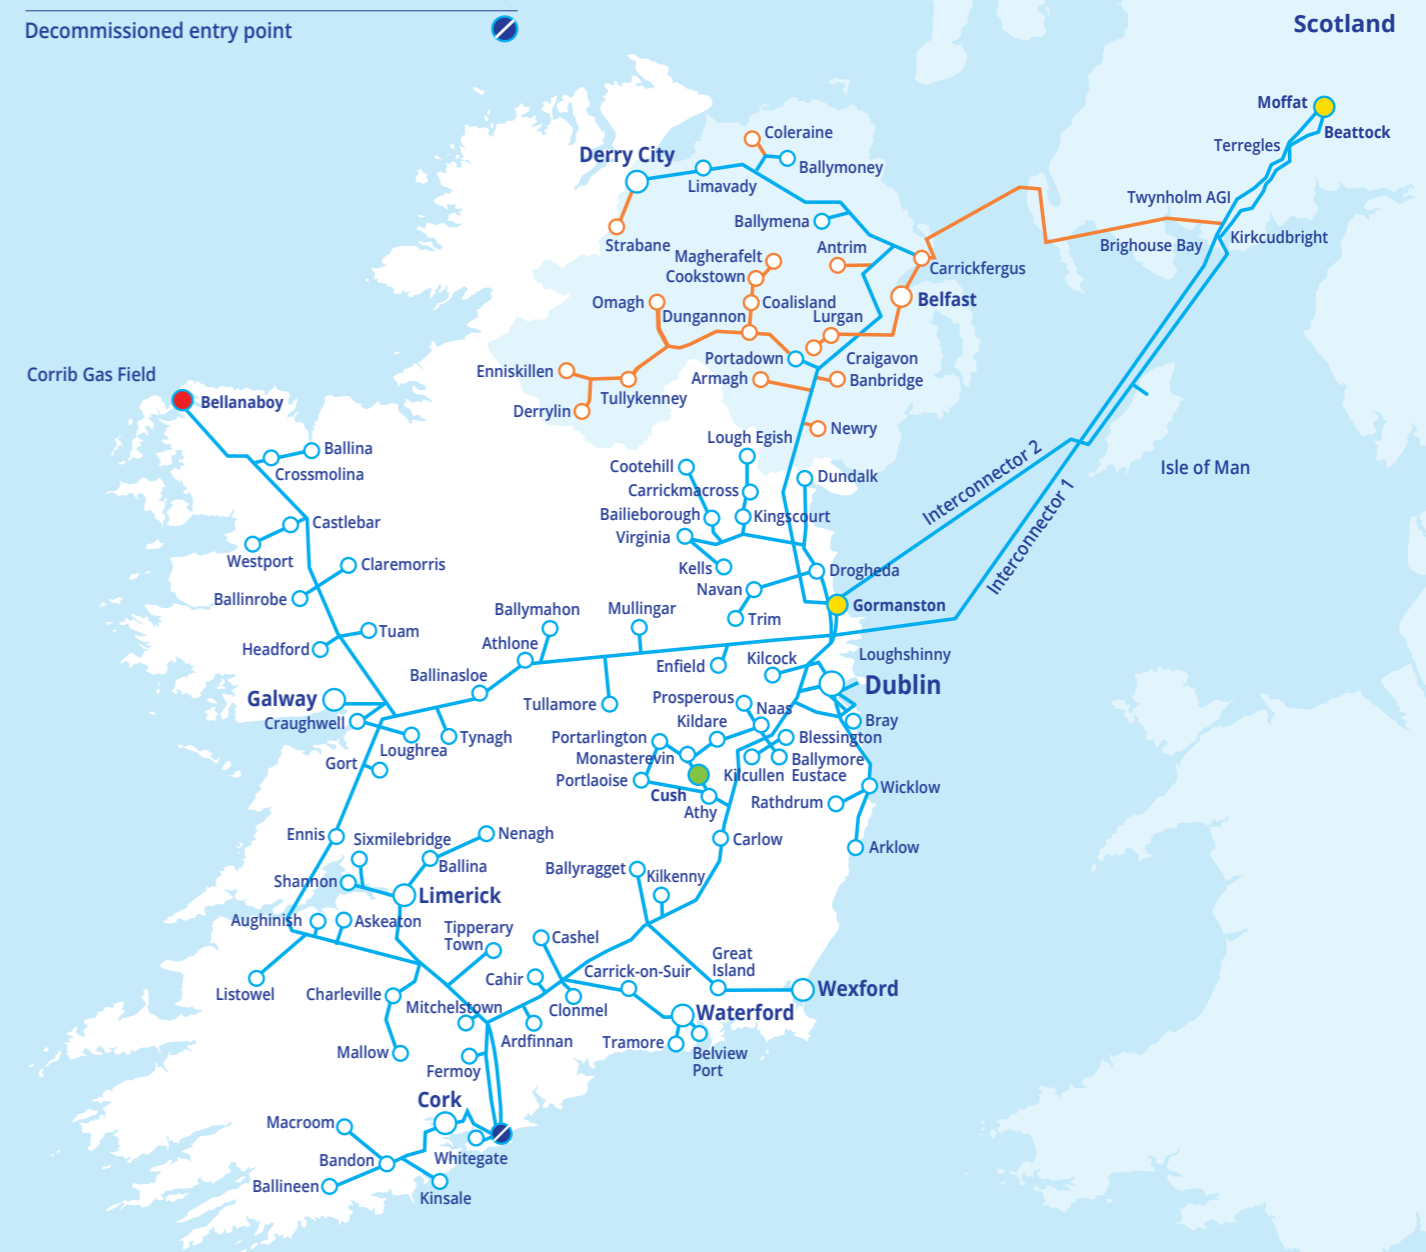 Decommissioned entry point
Scotland
Moffat
Beattock
Terregles
Twynholm AGI
Brighouse Bay
Kirkcudbright
Coleraine
Derry City
Ballymoney
Limavady
Ballymena
Strabane
Antrim
Magherafelt
Cookstown
Carrickfergus
Omagh
Coalisland
Belfast
Dungannon
Lurgan
Portadown
Craigavon
Enniskillen
Armagh
Banbridge
Tullykenney
Derrylin
Newry
Corrib Gas Field
Bellanaboy
Ballina
Crossmolina
Lough Egish
Cootehill
Dundalk
Carrickmacross
Interconnector 2
Isle of Man
Interconnector 1
Castlebar
Bailieborough
Kingscourt
Virginia
Westport
Claremorris
Kells
Drogheda
Navan
Ballinrobe
Ballymahon
Mullingar
Gormanston
Trim
Tuam
Headford
Athlone
Enfield
Kilcock
Loughshinny
Ballinasloe
Dublin
Galway
Tullamore
Prosperous
Naas
Craughwell
Kildare
Bray
Loughrea
Tynagh
Portarlington
Blessington
Gort
Monasterevin
Ballymore
Eustace
Kilcullen
Portlaoise
Cush
Wicklow
Athy
Rathdrum
Ennis
Sixmilebridge
Nenagh
Carlow
Arklow
Ballina
Ballyragget
Kilkenny
Shannon
Limerick
Aughinish
Askeaton
Tipperary
Town
Cashel
Great
Island
Listowel
Charleville
Cahir
Carrick-on-Suir
Wexford
Mitchelstown
Clonmel
Waterford
Ardfinnan
Tramore
Belview
Port
Mallow
Fermoy
Cork
Macroom
Whitegate
Bandon
Ballineen
Kinsale